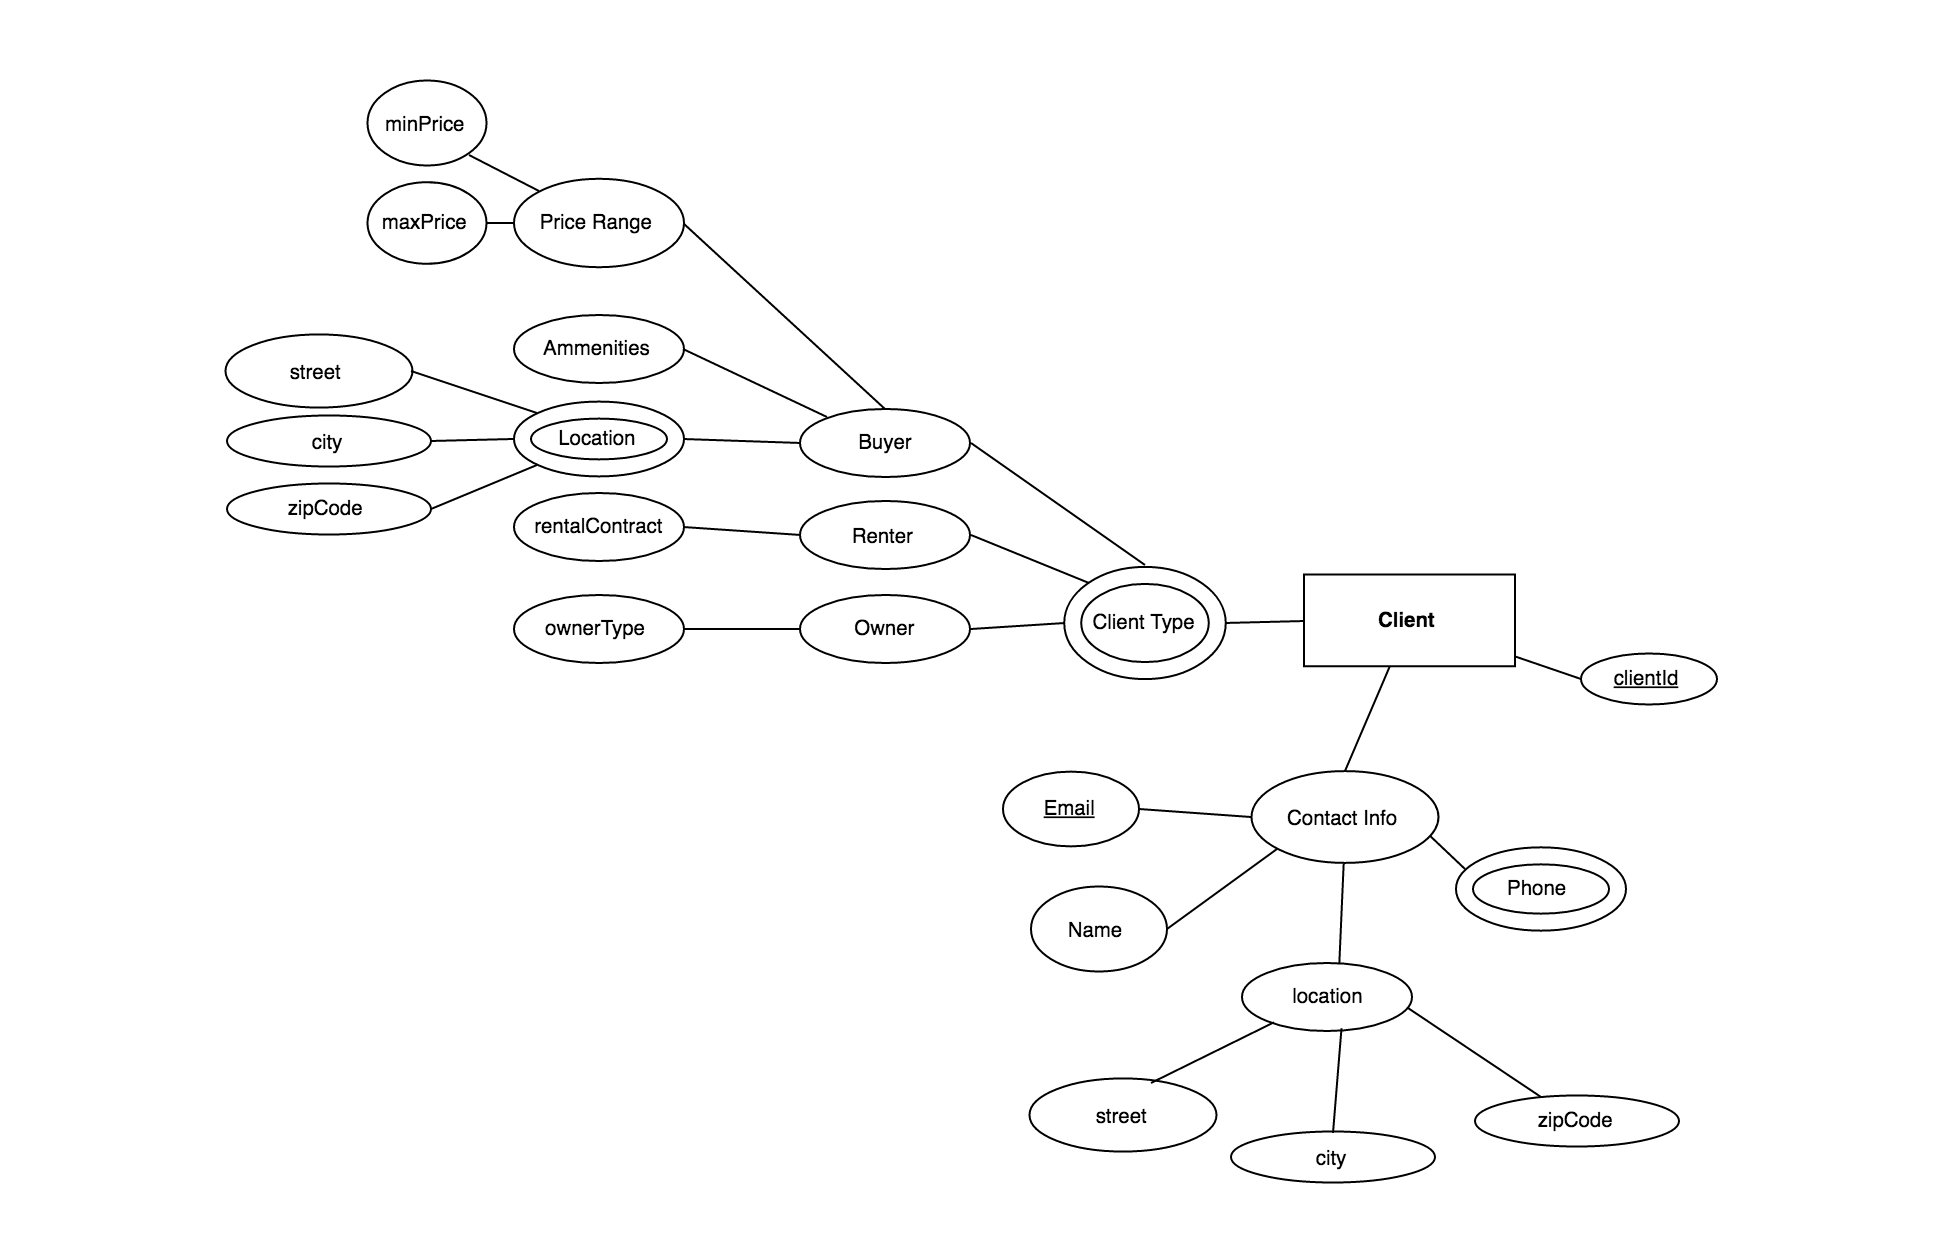 minPrice
maxPrice
Price Range
Ammenities
street
Location
city
Buyer
zipCode
rentalContract
Renter
Client Type
Client
ownerType
Owner
clientId
Email
Contact Info
Phone
Name
location
street
zipCode
city